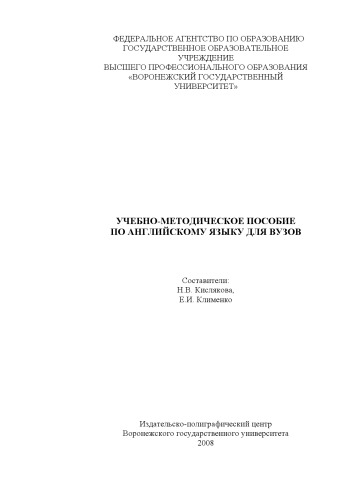 ФЕДЕРАЛЬНОЕ АГЕНТСТВО ПО ОБРАЗОВАНИЮ
ГОСУДАРСТВЕННОЕ ОБРАЗОВАТЕЛЬНОЕ
УЧРЕЖДЕНИЕ
ВЫСШЕГО ПРОФЕССИОНАЛЬНОГО ОБРАЗОВАНИЯ
«ВОРОНЕЖСКИЙ ГОСУДАРСТВЕННЫЙ
УНИВЕРСИТЕТ»
УЧЕБНО-МЕТОДИЧЕСКОЕ ПОСОБИЕ
ПО АНГЛИЙСКОМУ ЯЗЫКУ ДЛЯ ВУЗОВ
Составители:
Н.В. Кислякова,
Е.И. Клименко
Издательско-полиграфический центр
Воронежского государственного университета
2008